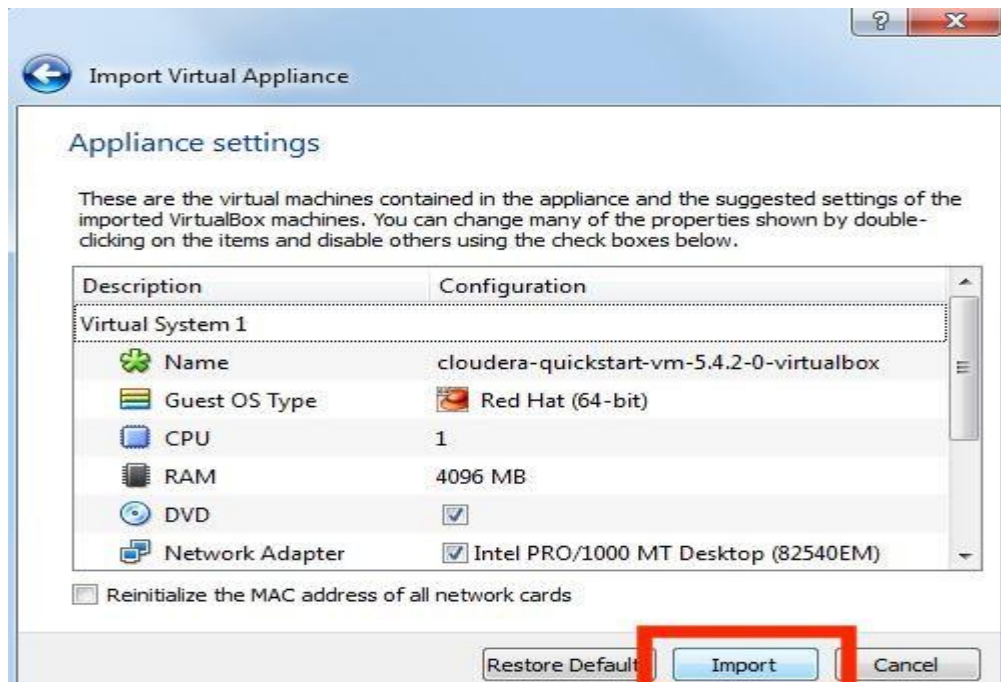 Import Virtual Appliance
Appliance settings
These are the virtual machines contained in the appliance and the suggested settings of the
imported VirtualBox machines. You can change many of the properties shown by double-
clicking on the items and disable others using the check boxes below.
Description Configuration
Virtual System 1
Name cloudera-quickstart-vm-5.4.2-0-virtualbox
Guest OS Type Red Hat (64-bit)
CPU 1
RAM 4096 MB
DVD
Network Adapter Intel PRO/1000 MT Desktop (82540EM)
Reinitialize the MAC address of all network cards
Restore Default Import Cancel